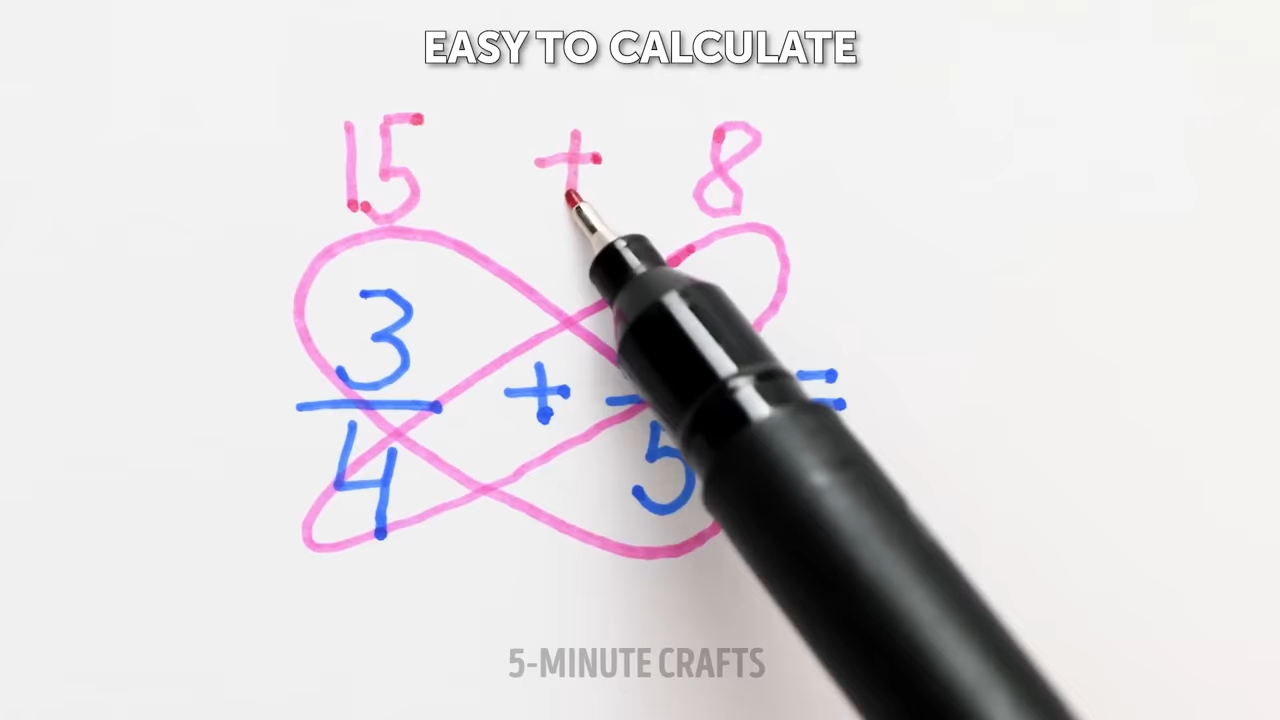 EASY TO CALCULATE
15 + 8
3
+ =
4 5
5-MINUTE CRAFTS